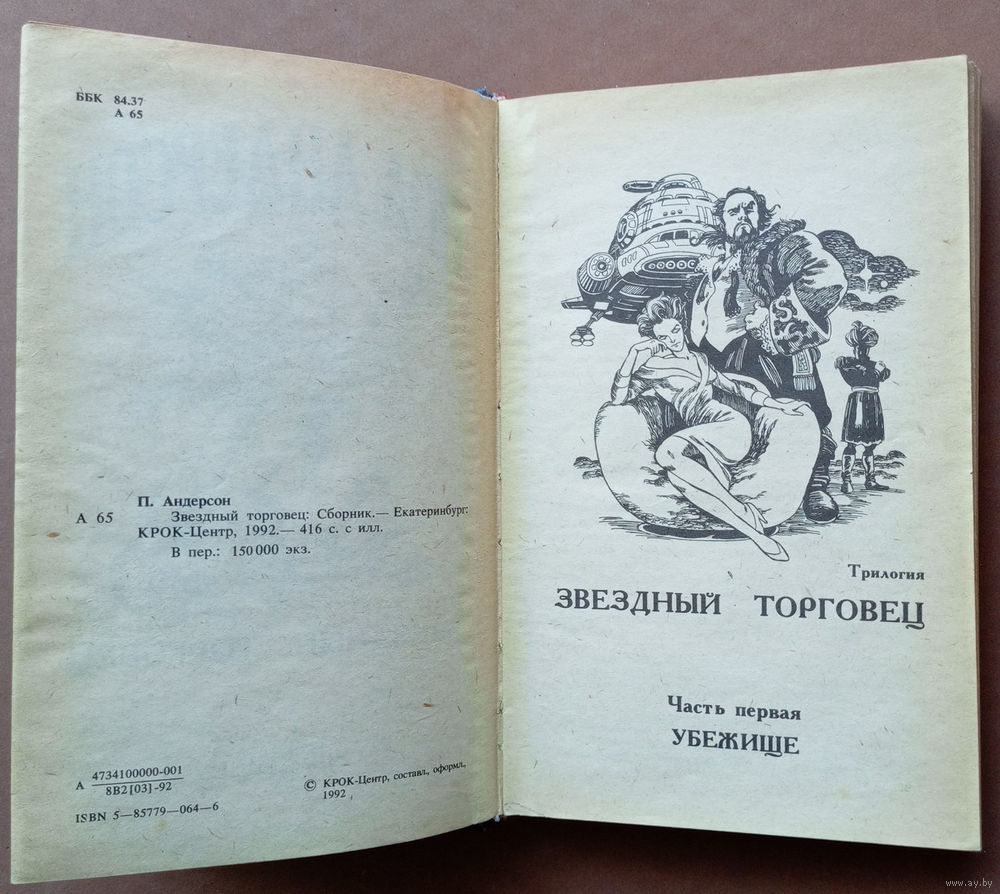 ББК 84.37
А 65
П. Андерсон
А 65 Звездный торговец: Сборник.— Екатеринбург:
КРОК-Центр, 1992.— 416 с. с илл.
В пер.: 150 000 экз.
А 4734100000-001
8В2[03]-92
ISBN 5—85779—064—6
© КРОК-Центр, составл., оформл.,
1992
Трилогия
ЗВЕЗДНЫЙ ТОРГОВЕЦ
Часть первая
УБЕЖИЩЕ
www.ay.by